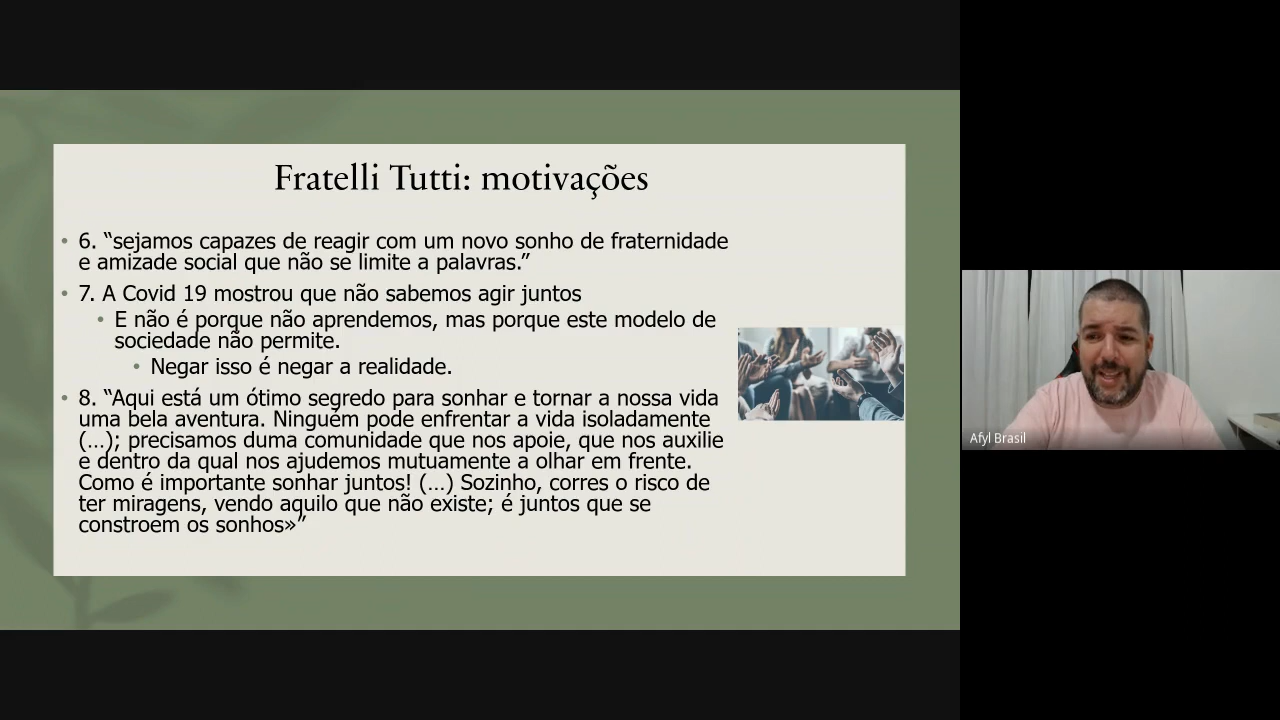 Fratelli Tutti: motivações
• 6. “sejamos capazes de reagir com um novo sonho de fraternidade
e amizade social que não se limite a palavras.”
• 7. A Covid 19 mostrou que não sabemos agir juntos
• E não é porque não aprendemos, mas porque este modelo de
sociedade não permite.
• Negar isso é negar a realidade.
• 8. “Aqui está um ótimo segredo para sonhar e tornar a nossa vida
uma bela aventura. Ninguém pode enfrentar a vida isoladamente
(…); precisamos duma comunidade que nos apoie, que nos auxilie
e dentro da qual nos ajudemos mutuamente a olhar em frente.
Como é importante sonhar juntos! (…) Sozinho, corres o risco de
ter miragens, vendo aquilo que não existe; é juntos que se
constroem os sonhos»”
Afyl Brasil